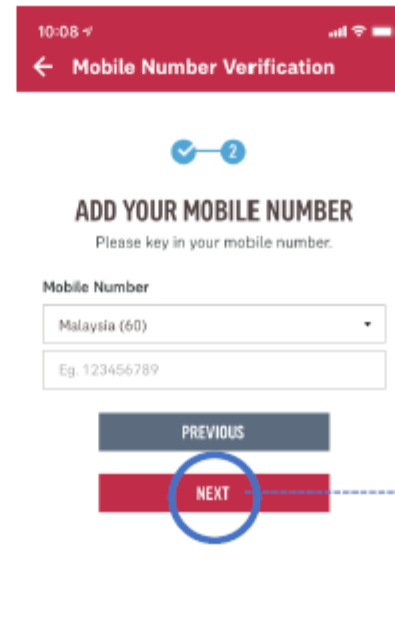 10:08
Mobile Number Verification
2
ADD YOUR MOBILE NUMBER
Please key in your mobile number.
Mobile Number
Malaysia (60)
Eg. 123456789
PREVIOUS
NEXT